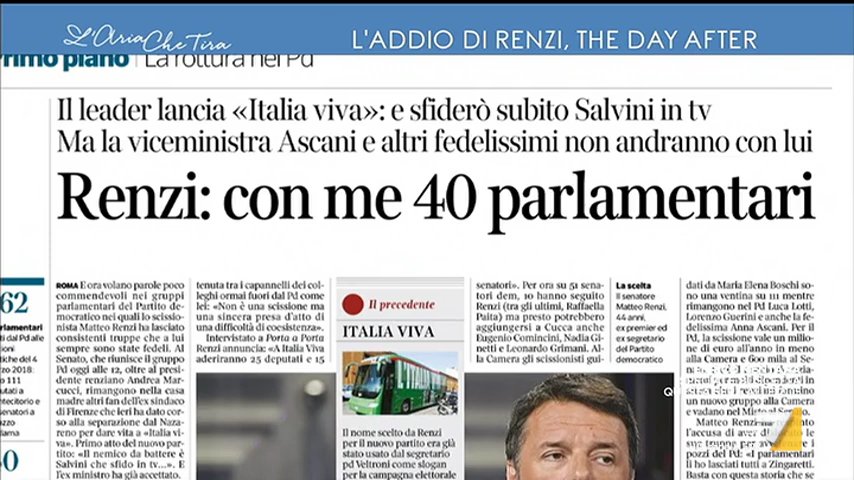 L'Aria Che Tira
L'ADDIO DI RENZI, THE DAY AFTER
rimo piano | La rottura nel Pd
Il leader lancia «Italia viva»: e sfiderò subito Salvini in tv
Ma la viceministra Ascani e altri fedelissimi non andranno con lui
Renzi: con me 40 parlamentari
62
ROMA E ora volano parole poco
commendevoli nei gruppi
parlamentari del Partito de-
mocratico nei quali lo scissio-
nista Matteo Renzi ha lasciato
consistenti truppe che a lui
sempre sono state fedeli. Al
Senato, che riunisce il gruppo
Pd oggi alle 12, oltre al presi-
dente renziano Andrea Mar-
cucci, rimangono nella casa
madre altri fan dell'ex sindaco
di Firenze che ieri ha dato corso
alla separazione dal Naza-
reno per dare vita a «Italia vi-
va». Primo atto del nuovo par-
tito: «Il nemico da battere è
Salvini che sfido in tv...». E
l'ex ministro ha già accettato.
tenuta tra i capannelli dei col-
leghi ormai fuori dal Pd come
lei: «Non è una scissione ma
una sincera presa d'atto di
una difficoltà di coesistenza».
Intervistato a Porta a Porta
Renzi annuncia: «A Italia Viva
aderiranno 25 deputati e 15
Il precedente
ITALIA VIVA
Il nome scelto da Renzi
per il nuovo partito era già
stato usato dal segretario
pd Veltroni come slogan
per la campagna elettorale
senatori». Per ora su 51 sena-
tori dem, 10 hanno seguito
Renzi (tra gli ultimi, Raffaella
Paita) ma presto potrebbero
aggiungersi a Cucca anche
Eugenio Comincini, Nadia Gi-
netti e Leonardo Grimani. Al-
la Camera gli scissionisti gui-
La scelta
Il senatore
Matteo Renzi,
44 anni,
ex premier ed
ex segretario
del Partito
democratico
dati da Maria Elena Boschi so-
no una ventina su 111 mentre
rimangono nel Pd Luca Lotti,
Lorenzo Guerini e anche la fe-
delissima Anna Ascani. Per il
Pd, la scissione vale un milio-
ne di euro all'anno in meno
alla Camera e 600 mila al Se-
un nuovo gruppo alla Camera
Matteo Renzi
l'accusa di aver
pozzi del Pd: «I parlamentari
li ho lasciati tutti a Zingaretti.
Basta con questa storia che se